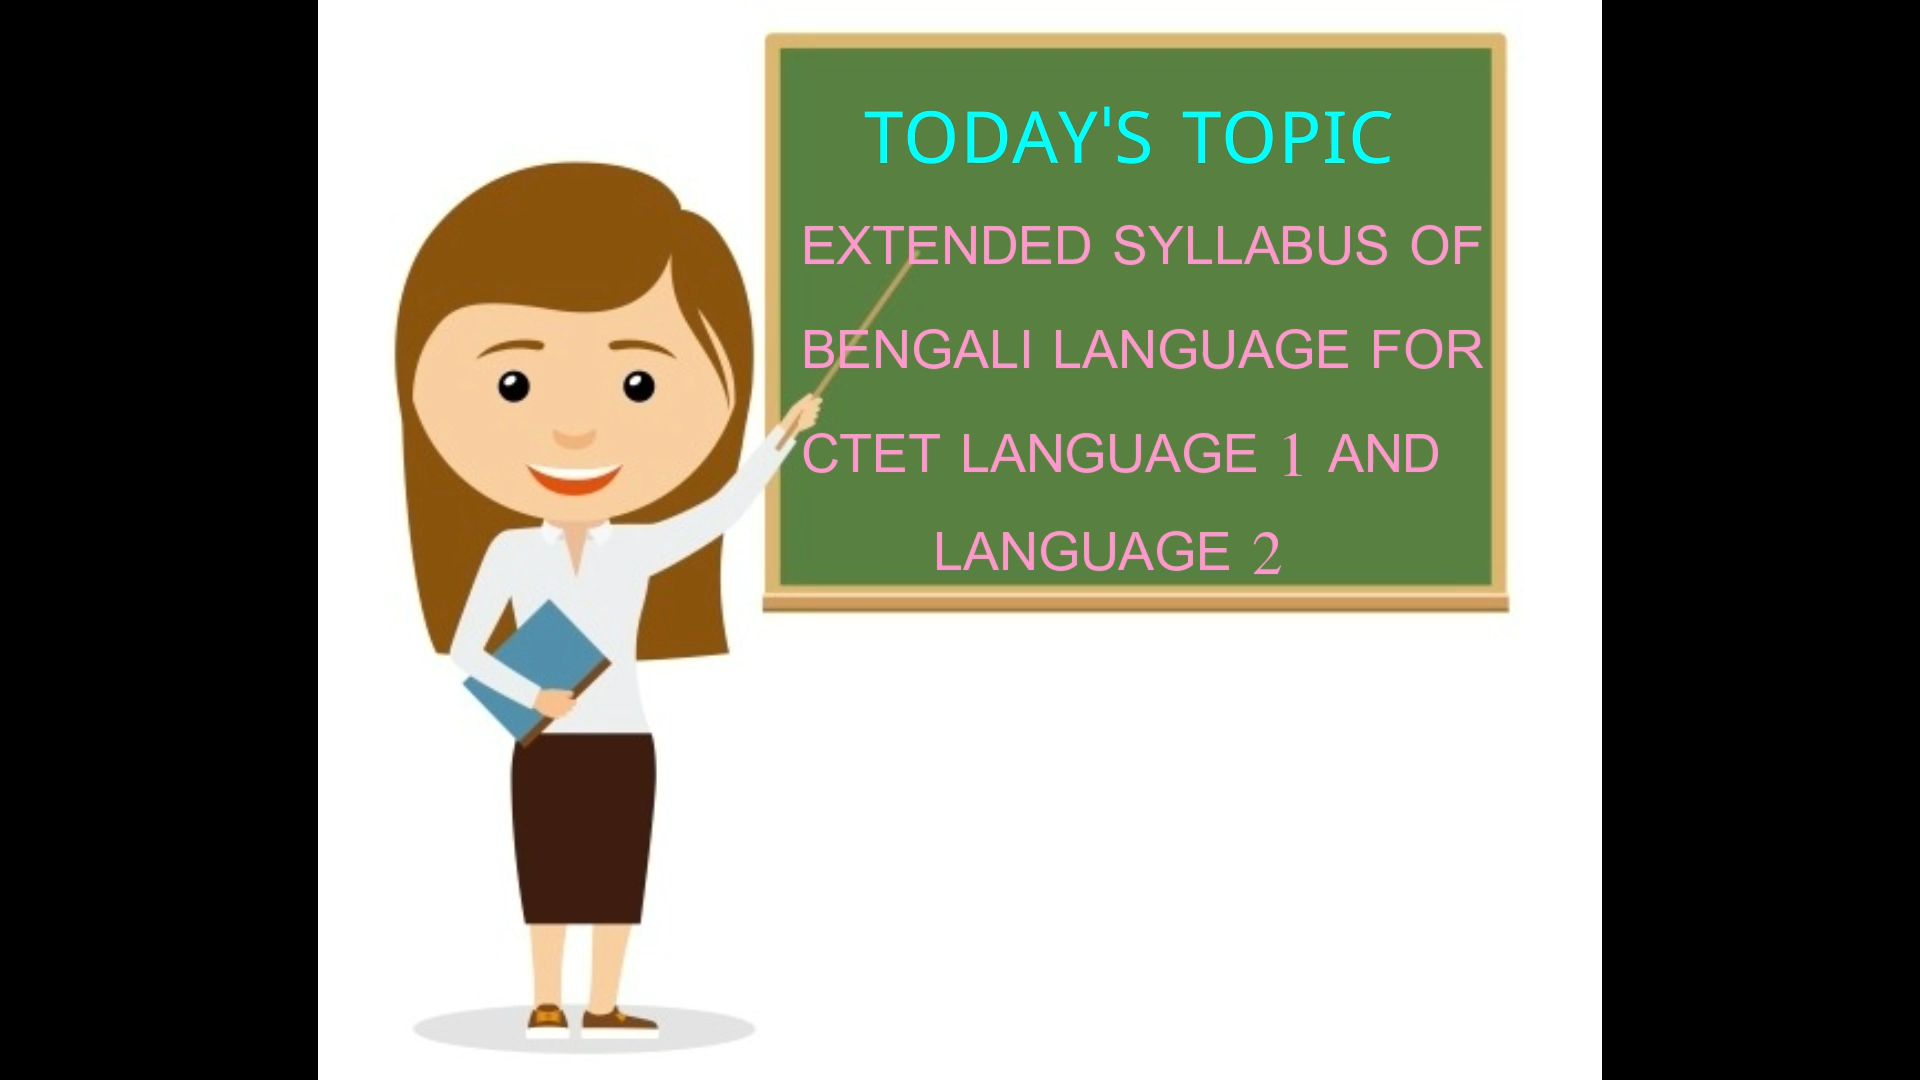 TODAY'S TOPIC
EXTENDED SYLLABUS OF
BENGALI LANGUAGE FOR
CTET LANGUAGE 1 AND
LANGUAGE 2